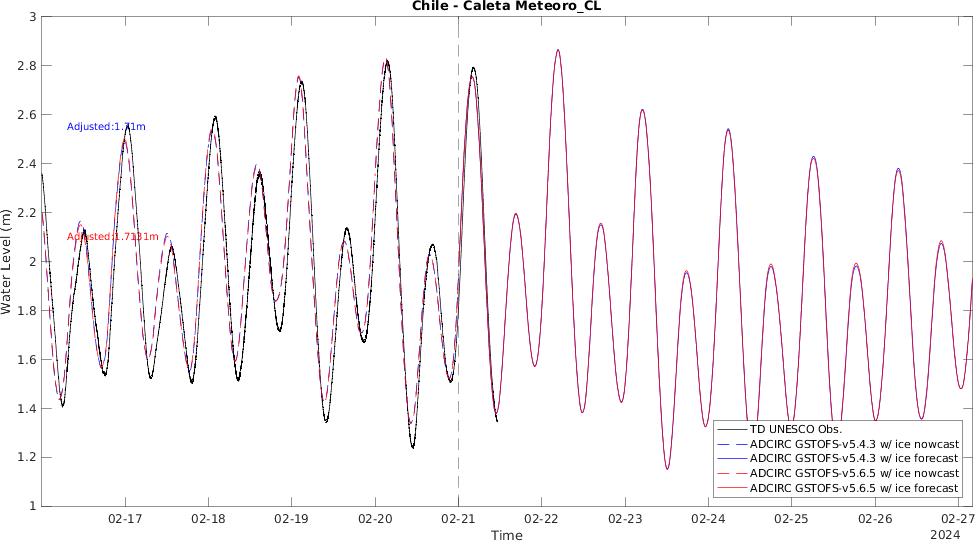 Chile - Caleta Meteoro_CL
3
2.8
2.6
2.4
2.2
2
1.8
1.6
1.4
1.2
1
Water Level (m)
Adjusted:1.71m
Adjusted:1.7131m
TD UNESCO Obs.
ADCIRC GSTOFS-v5.4.3 w/ ice nowcast
ADCIRC GSTOFS-v5.4.3 w/ ice forecast
ADCIRC GSTOFS-v5.6.5 w/ ice nowcast
ADCIRC GSTOFS-v5.6.5 w/ ice forecast
02-17 02-18 02-19 02-20 02-21 02-22 02-23 02-24 02-25 02-26 02-27
Time
2024